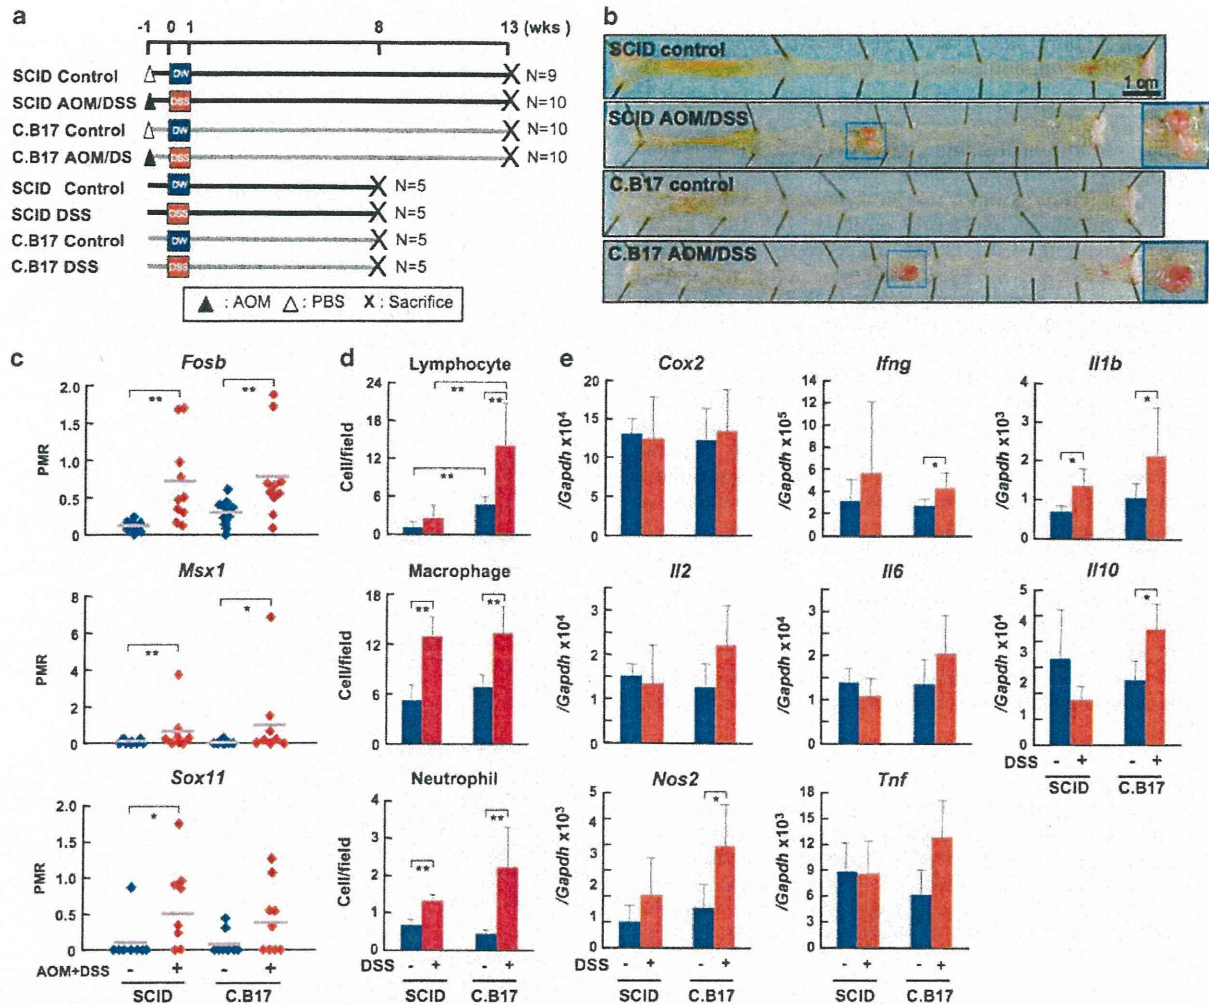 a
-1 0 1 8 13 (wks)
SCID Control DW N=9
SCID AOM/DSS DSS N=10
C.B17 Control DW N=10
C.B17 AOM/DS DSS N=10
SCID Control DW N=5
SCID DSS DSS N=5
C.B17 Control DW N=5
C.B17 DSS DSS N=5
▲ : AOM △ : PBS X : Sacrifice
b
SCID control
1 cm
SCID AOM/DSS
C.B17 control
C.B17 AOM/DSS
c
Fosb
PMR
2.0
1.5
1.0
0.5
0
**
**
Msx1
PMR
8
6
4
2
0
**
*
Sox11
PMR
2.0
1.5
1.0
0.5
0
*
AOM+DSS - + - +
SCID C.B17
d
Lymphocyte
Cell/field
24
18
12
6
0
**
**
**
Macrophage
Cell/field
18
13
6
0
**
**
Neutrophil
Cell/field
4
3
2
1
0
**
**
DSS - + - +
SCID C.B17
e
Cox2
/Gapdh x10⁴
20
15
13
10
5
0
Ifng
/Gapdh x10⁵
14
12
10
8
6
4
2
0
*
Il1b
/Gapdh x10³
4
3
2
1
0
*
*
Il2
/Gapdh x10⁴
3
2
1
0
Il6
/Gapdh x10⁴
3
2
1
0
Il10
/Gapdh x10⁴
5
4
3
2
1
0
*
DSS - + - +
SCID C.B17
Nos2
/Gapdh x10³
5
4
3
2
1
0
*
DSS - + - +
SCID C.B17
Tnf
/Gapdh x10³
18
15
12
9
6
3
0
DSS - + - +
SCID C.B17